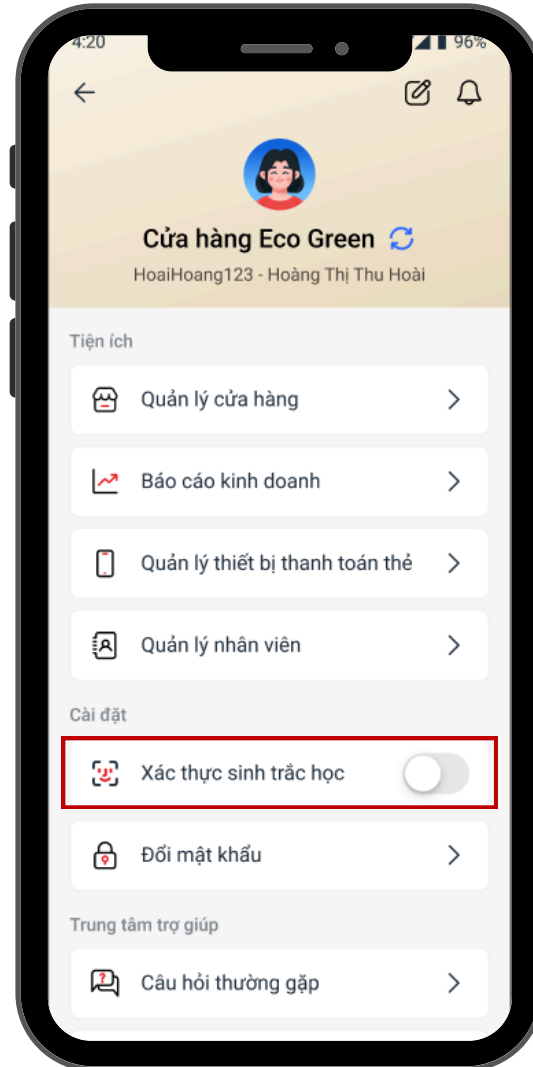 4:20
96%
Cửa hàng Eco Green
HoaiHoang123 - Hoàng Thị Thu Hoài
Tiện ích
Quản lý cửa hàng
Báo cáo kinh doanh
Quản lý thiết bị thanh toán thẻ
Quản lý nhân viên
Cài đặt
Xác thực sinh trắc học
Đổi mật khẩu
Trung tâm trợ giúp
Câu hỏi thường gặp